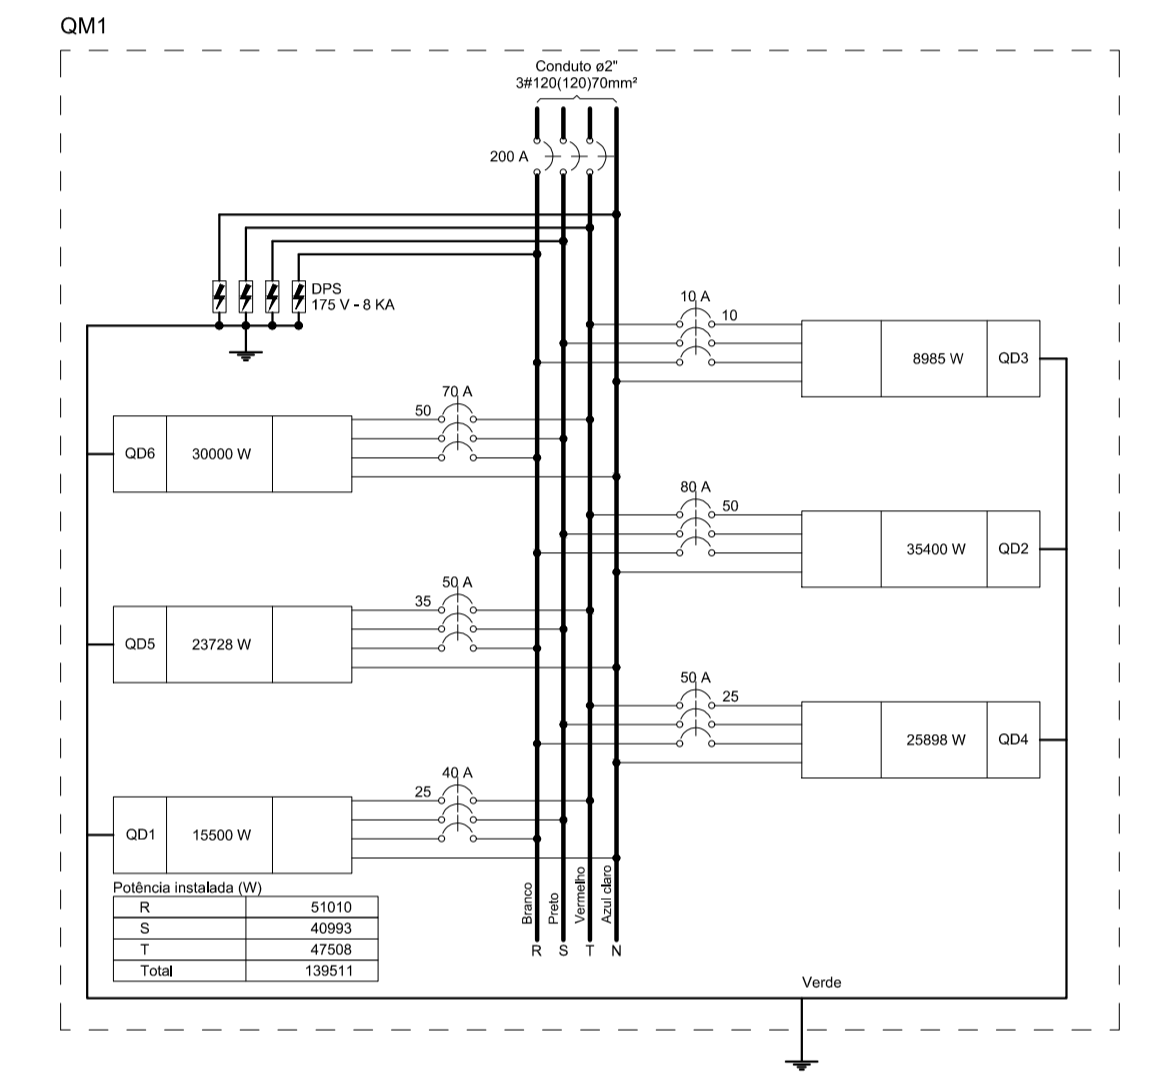 QM1
Conduto ø2"
3#120(120)70mm²
200 A
DPS
175 V - 8 KA
10 A
10
8985 W
QD3
70 A
50
QD6
30000 W
80 A
50
35400 W
QD2
50 A
35
QD5
23728 W
50 A
25
25898 W
QD4
40 A
25
QD1
15500 W
Branco
Preto
Vermelho
Azul claro
R S T N
Potência instalada (W)
R 51010
S 40993
T 47508
Total 139511
Verde